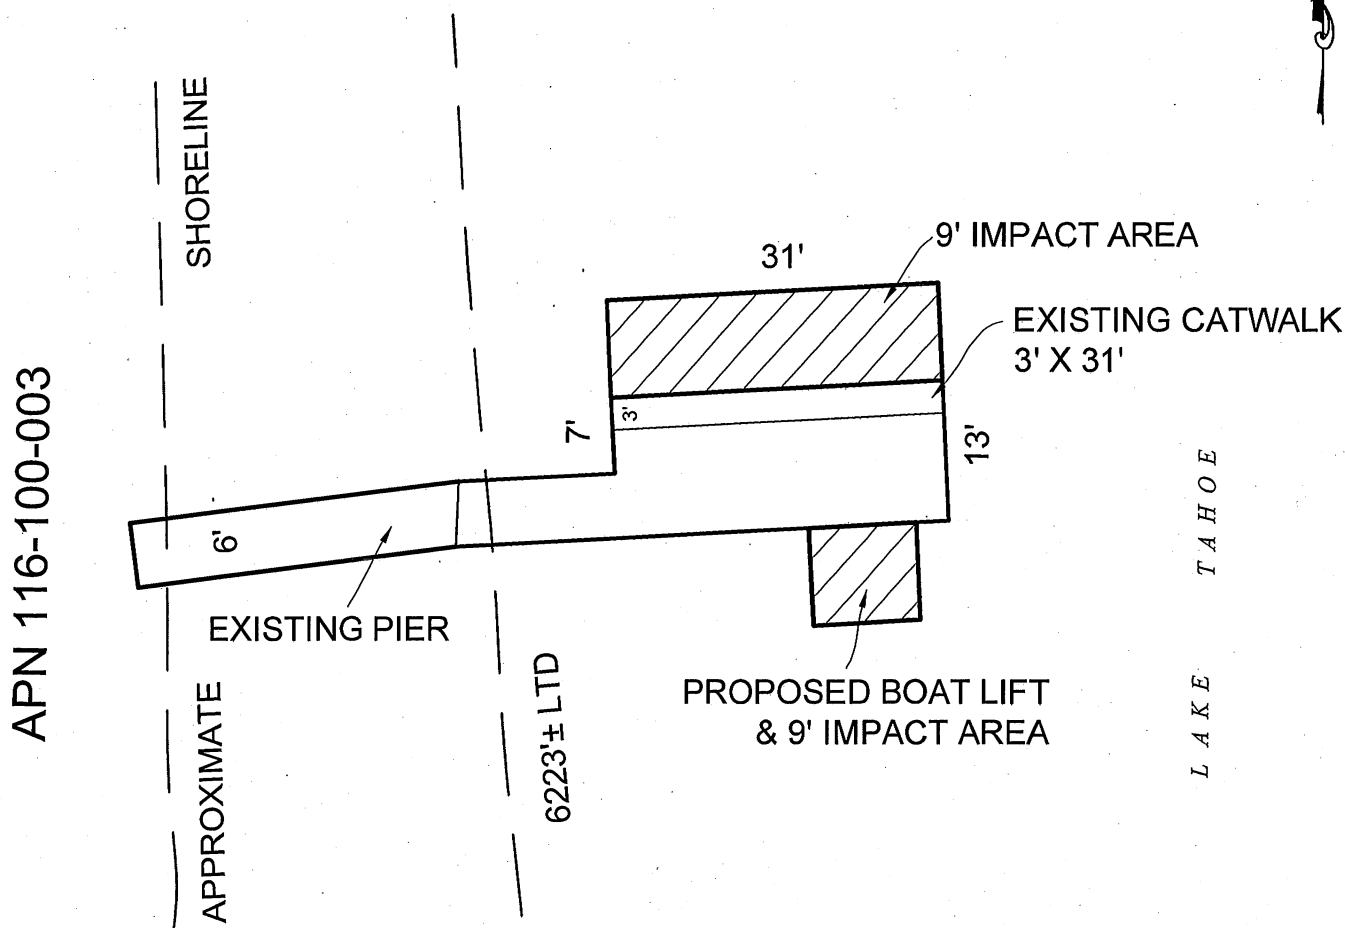 APN 116-100-003
APPROXIMATE
SHORELINE
6'
EXISTING PIER
6223'± LTD
7'
3'
31'
9' IMPACT AREA
EXISTING CATWALK
3' X 31'
13'
PROPOSED BOAT LIFT
& 9' IMPACT AREA
LAKE TAHOE